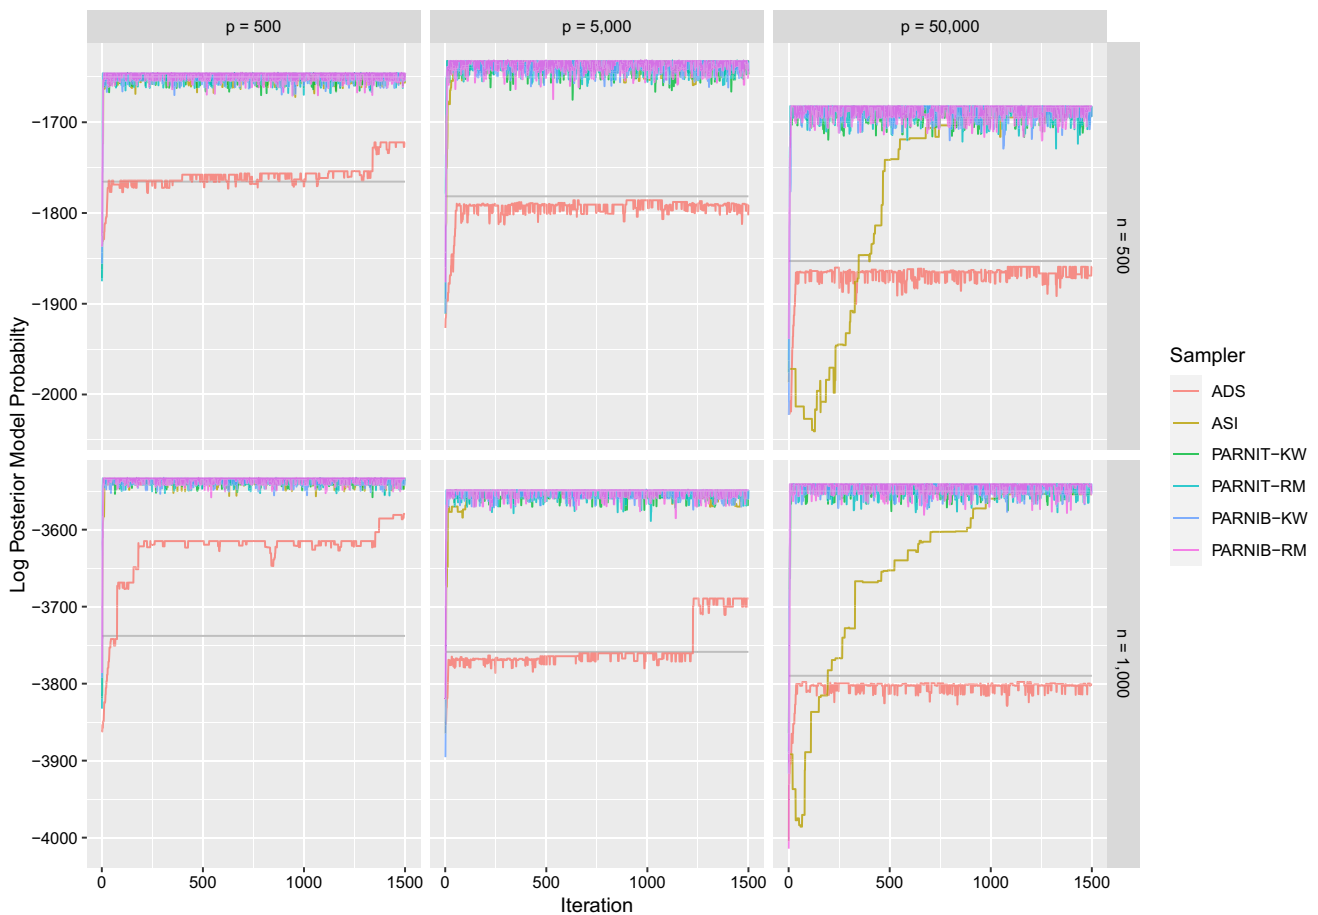 p = 500
p = 5,000
p = 50,000
−1700
−1800
−1900
−2000
n = 500
−3600
−3700
−3800
−3900
−4000
n = 1,000
0
500
1000
1500
0
500
1000
1500
0
500
1000
1500
Iteration
Log Posterior Model Probabilty
Sampler
ADS
ASI
PARNIT−KW
PARNIT−RM
PARNIB−KW
PARNIB−RM